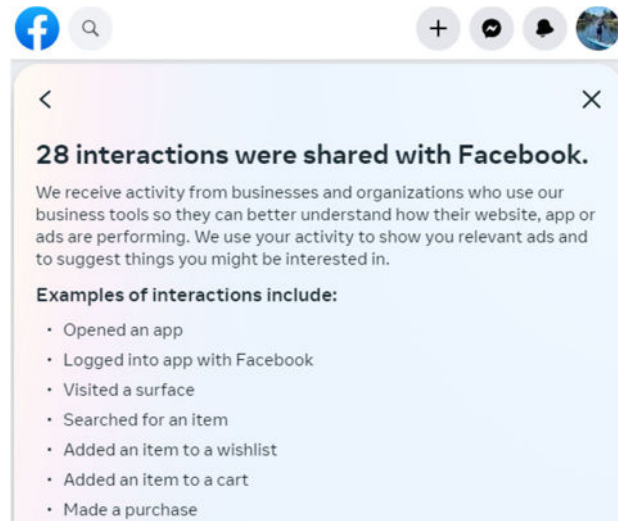 28 interactions were shared with Facebook.
We receive activity from businesses and organizations who use our
business tools so they can better understand how their website, app or
ads are performing. We use your activity to show you relevant ads and
to suggest things you might be interested in.
Examples of interactions include:
• Opened an app
• Logged into app with Facebook
• Visited a surface
• Searched for an item
• Added an item to a wishlist
• Added an item to a cart
• Made a purchase